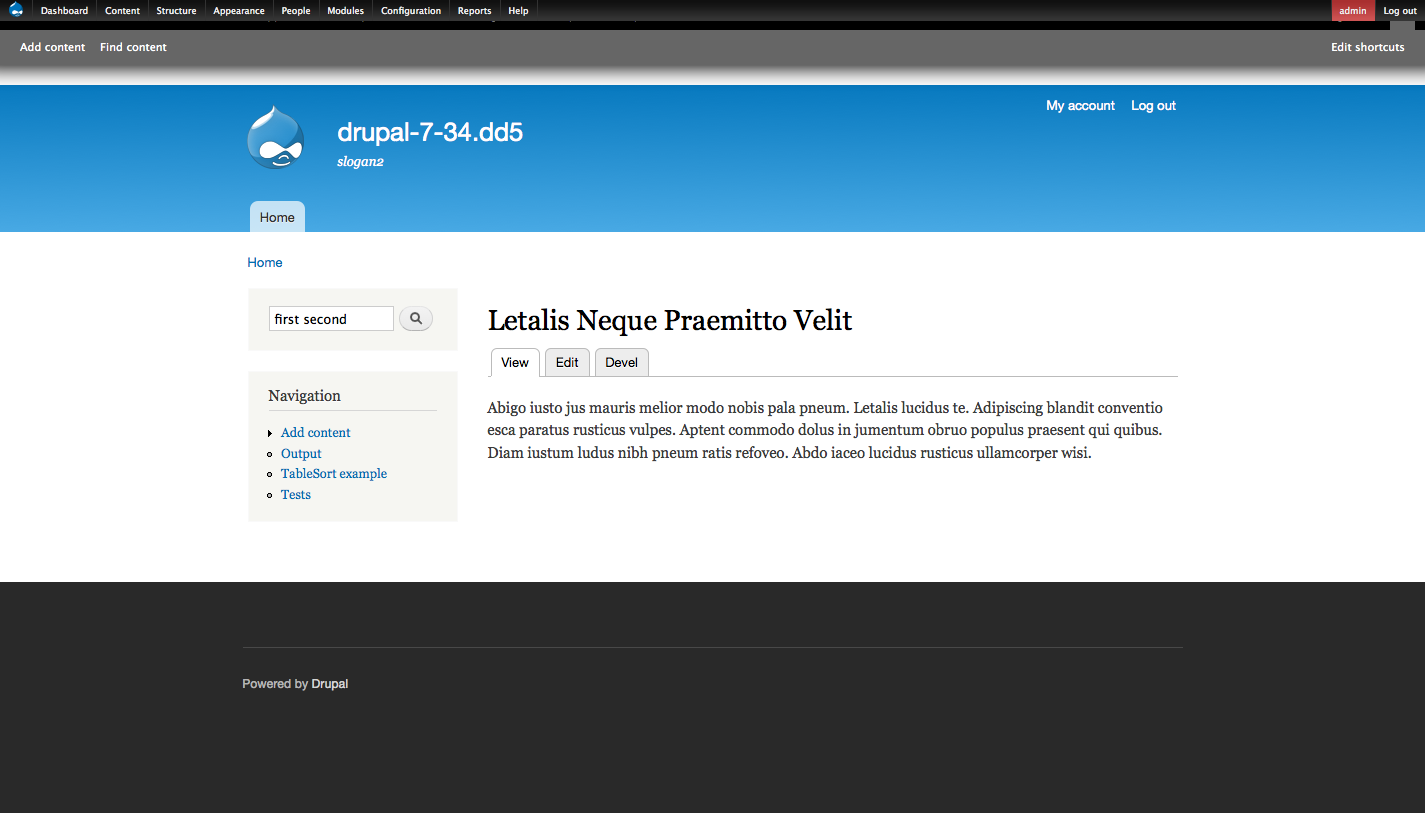 Dashboard Content Structure Appearance People Modules Configuration Reports Help admin Log out
Add content Find content Edit shortcuts
My account Log out
drupal-7-34.dd5
slogan2
Home
Home
first second
Letalis Neque Praemitto Velit
View Edit Devel
Navigation
Add content
Output
TableSort example
Tests
Abigo iusto jus mauris melior modo nobis pala pneum. Letalis lucidus te. Adipiscing blandit conventio
esca paratus rusticus vulpes. Aptent commodo dolus in jumentum obruo populus praesent qui quibus.
Diam iustum ludus nibh pneum ratis refoveo. Abdo iaceo lucidus rusticus ullamcorper wisi.
Powered by Drupal